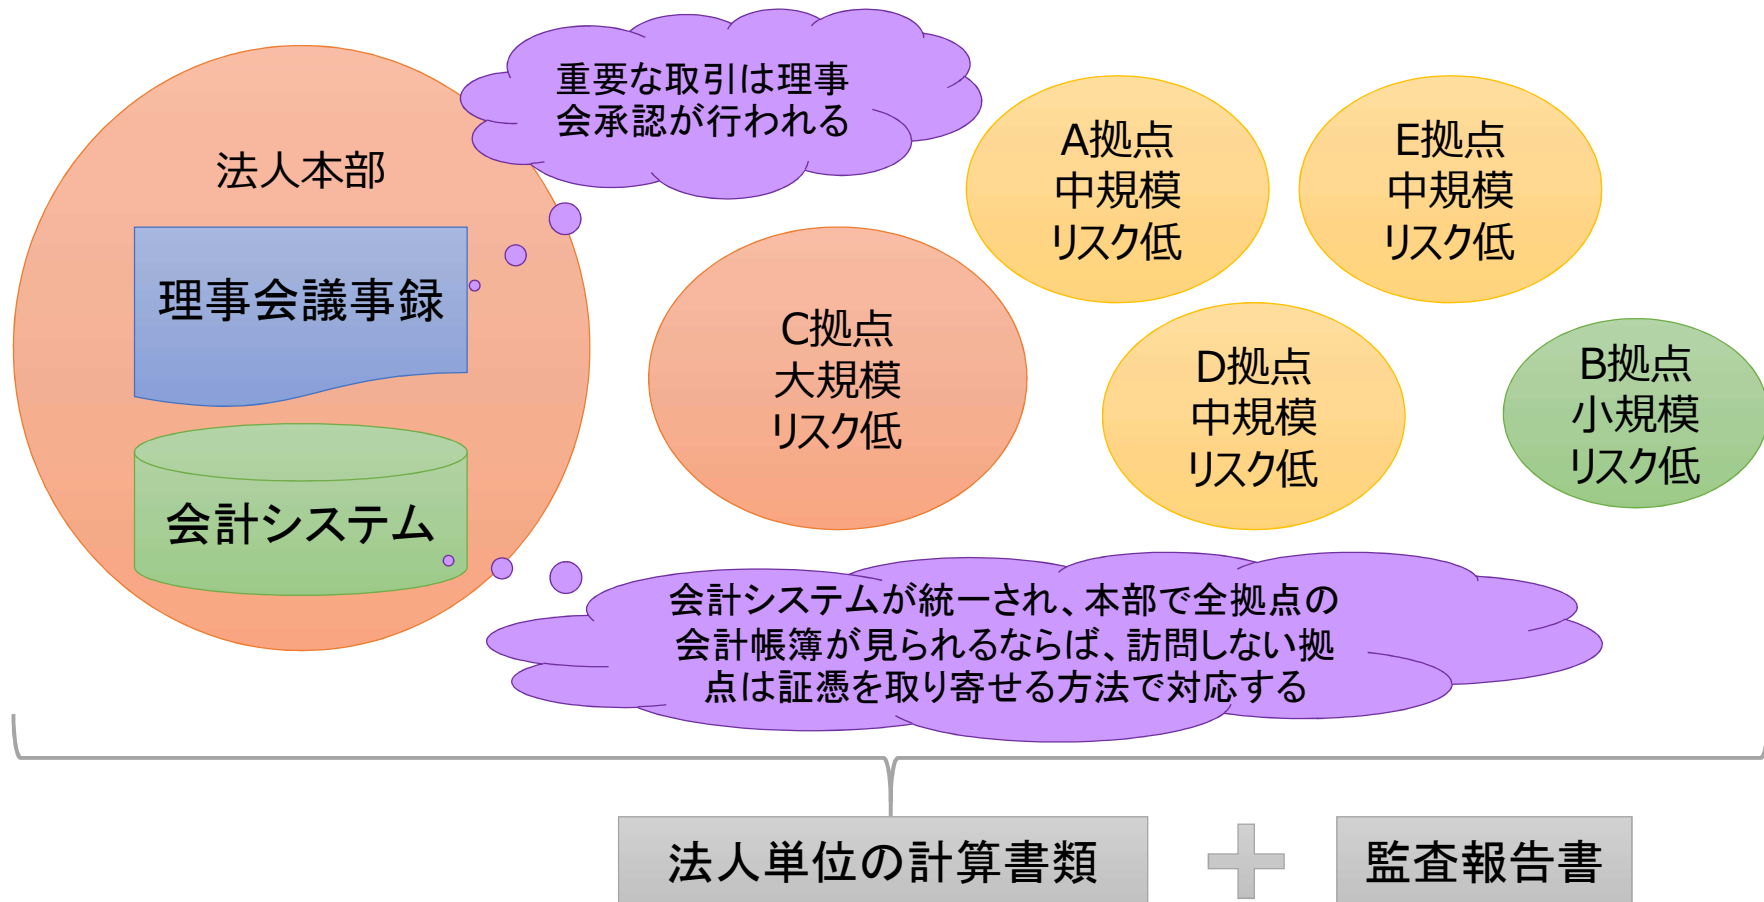 重要な取引は理事
会承認が行われる
法人本部
理事会議事録
会計システム
A拠点
中規模
リスク低
E拠点
中規模
リスク低
C拠点
大規模
リスク低
D拠点
中規模
リスク低
B拠点
小規模
リスク低
会計システムが統一され、本部で全拠点の
会計帳簿が見られるならば、訪問しない拠
点は証憑を取り寄せる方法で対応する
法人単位の計算書類
監査報告書